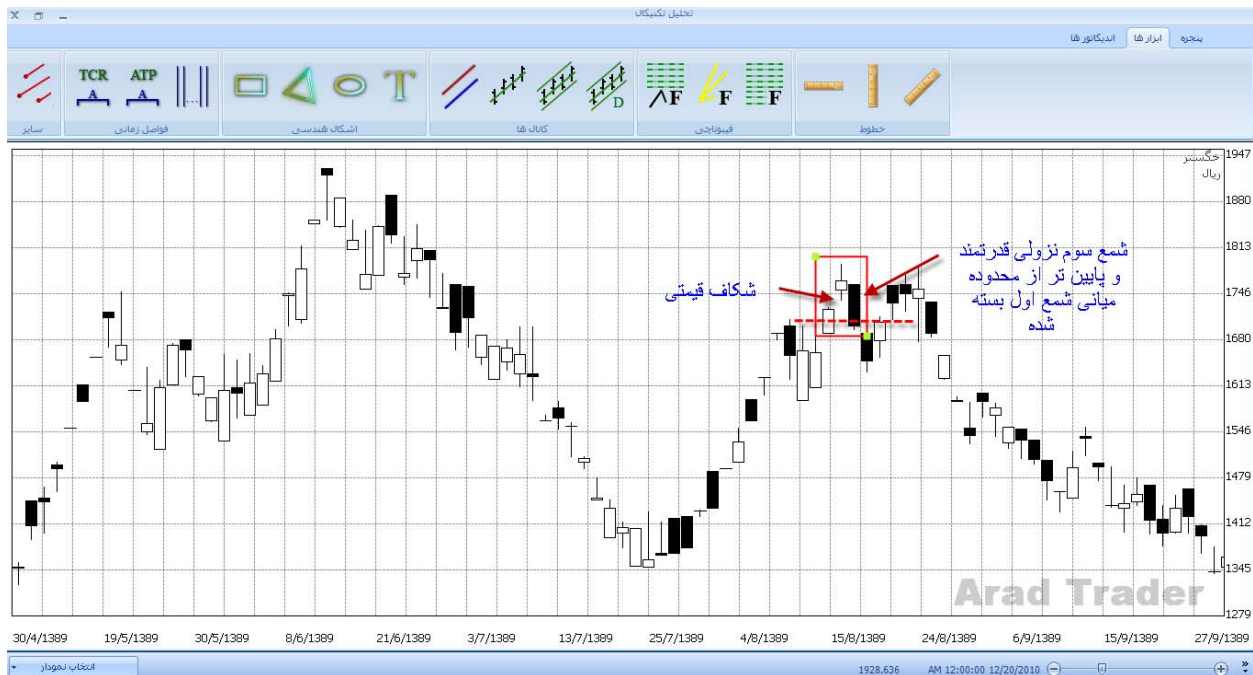 تحلیل تکنیکال
پنجره ابزار ها اندیکاتور ها
TCR ATP T D F F F
A A
خطوط فیبوناچی کانال ها اشکال هندسی فواصل زمانی سایر
خگستر
ریال
1947
1880
1813
1746
1680
1613
1546
1479
1412
1345
1279
شمع سوم نزولی قدرتمند
و پایین تر از محدوده
میانی شمع اول بسته
شده
شکاف قیمتی
Arad Trader
30/4/1389 19/5/1389 30/5/1389 8/6/1389 21/6/1389 3/7/1389 13/7/1389 25/7/1389 4/8/1389 15/8/1389 24/8/1389 6/9/1389 15/9/1389 27/9/1389
انتخاب نمودار
1928.636 AM 12:00:00 12/20/2010